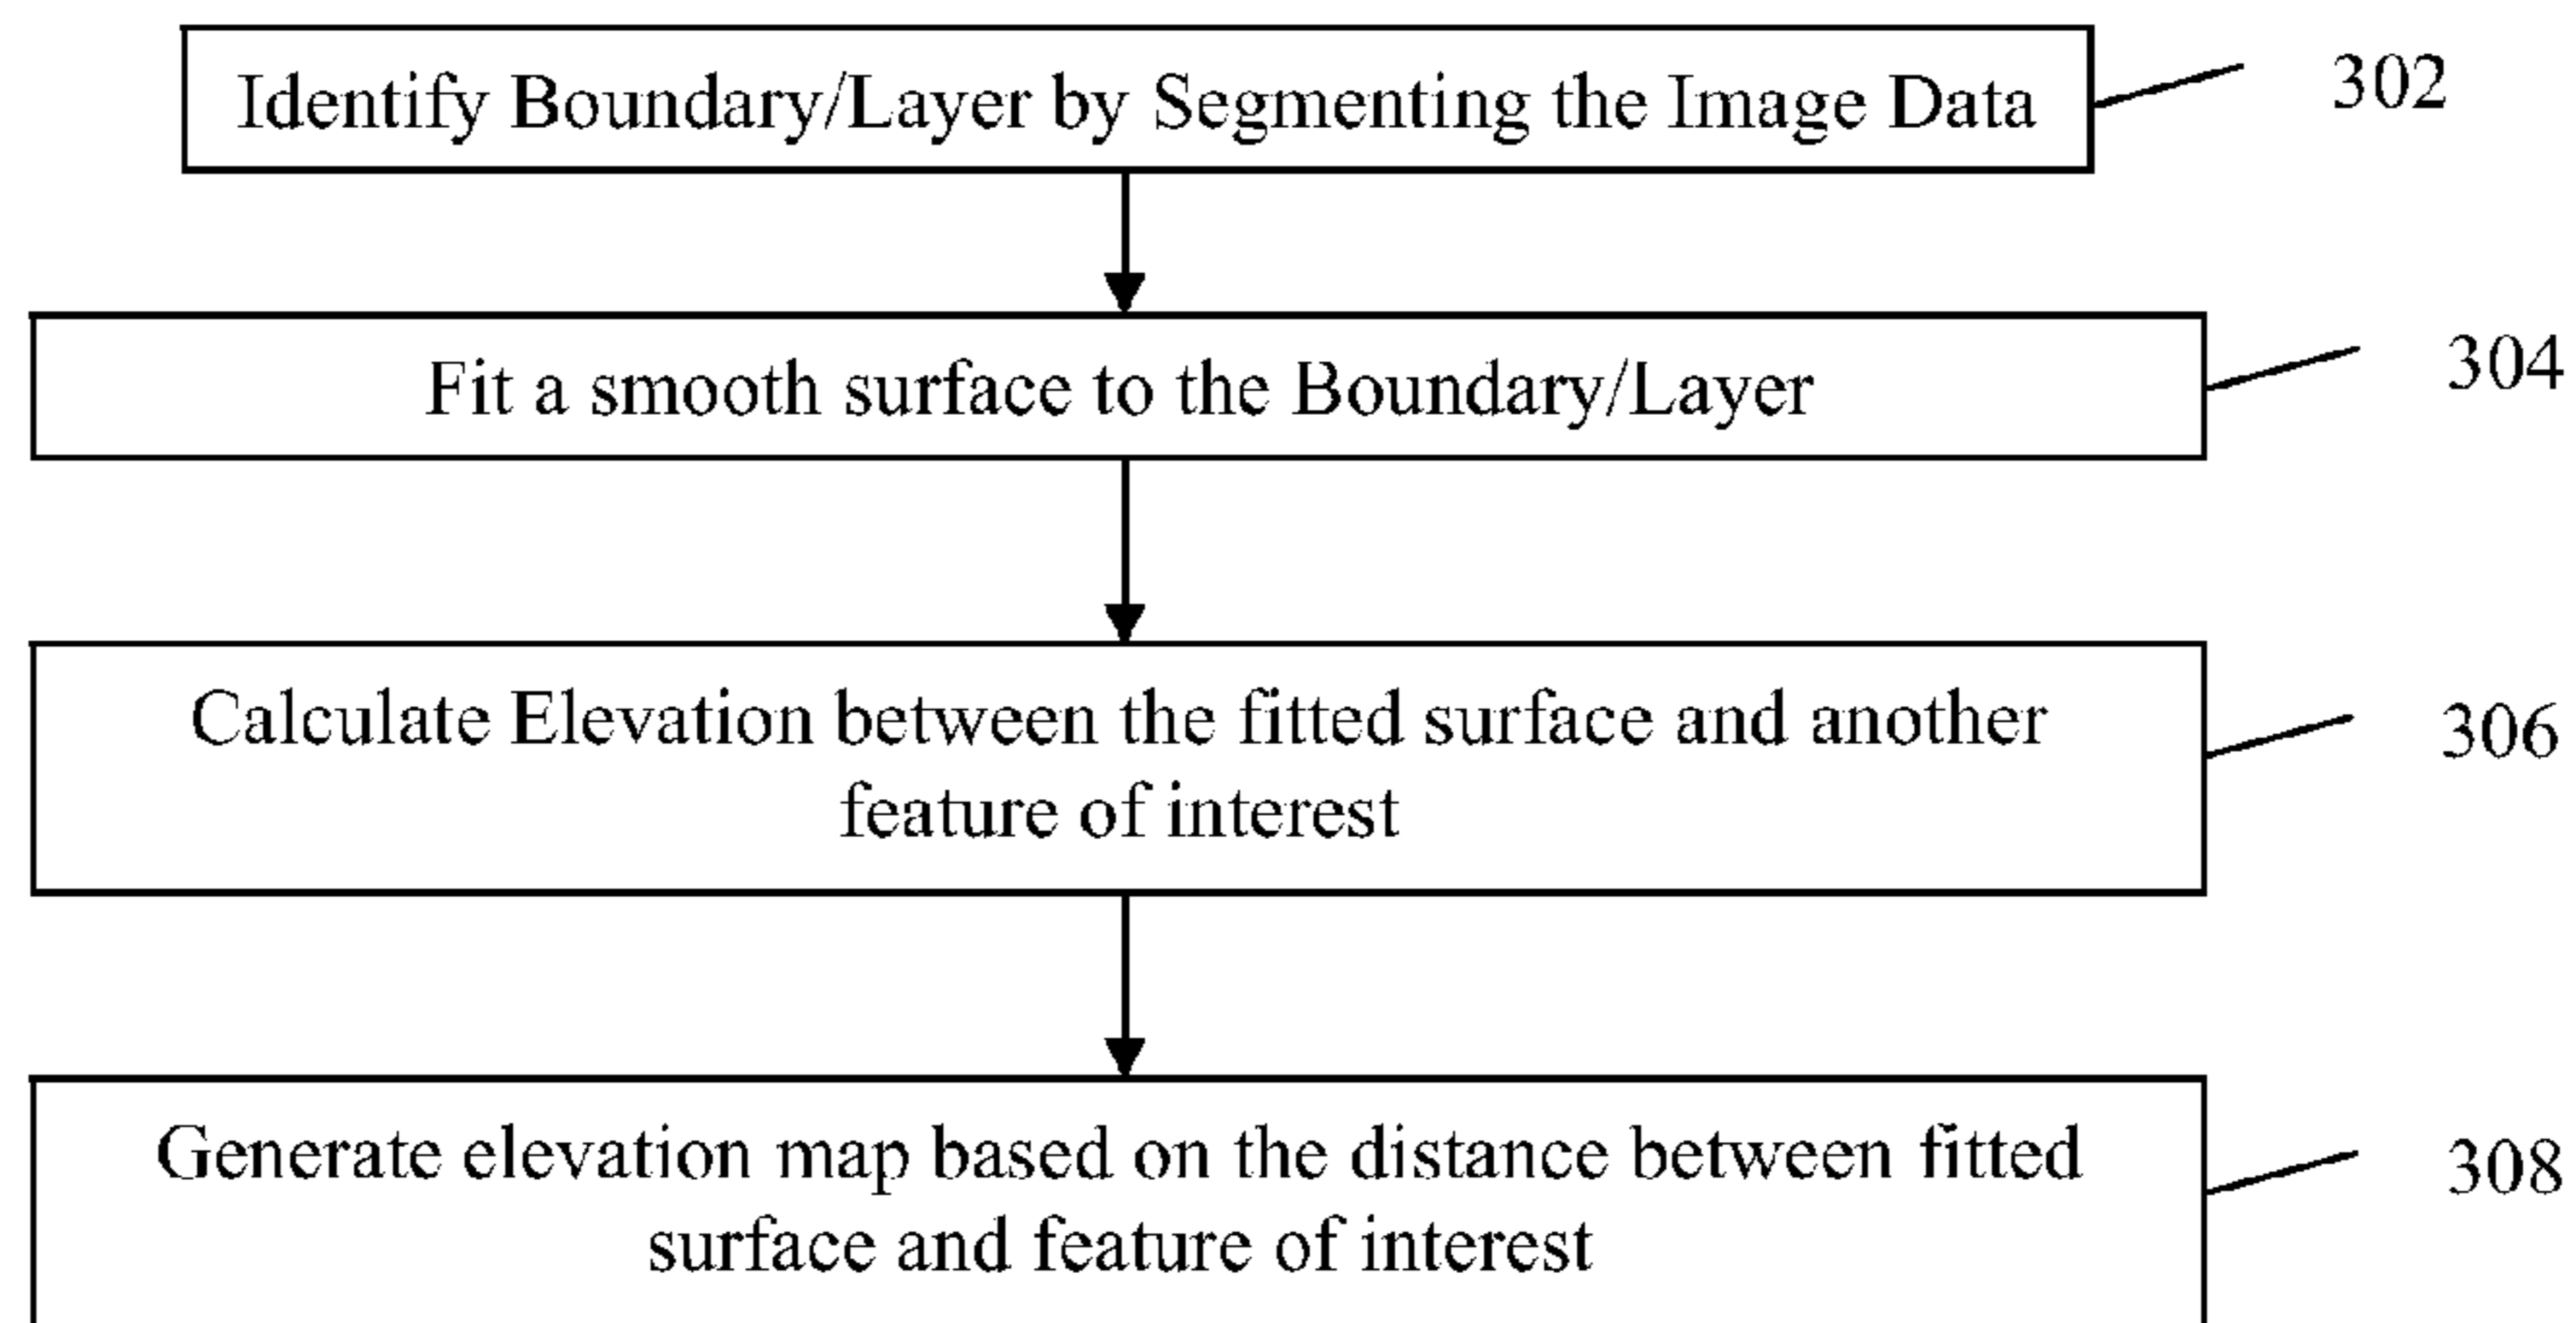 Identify Boundary/Layer by Segmenting the Image Data
302
Fit a smooth surface to the Boundary/Layer
304
Calculate Elevation between the fitted surface and another
feature of interest
306
Generate elevation map based on the distance between fitted
surface and feature of interest
308